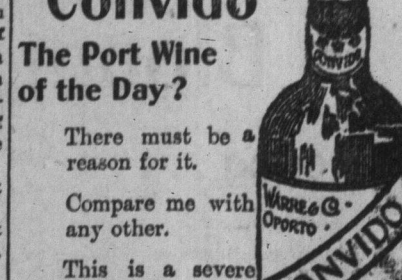 Convido
The Port Wine
of the Day?
There must be a
reason for it.
Compare me with
any other.
This is a severe
CONVIDO
WARRE & Co.
OPORTO
CONVIDO